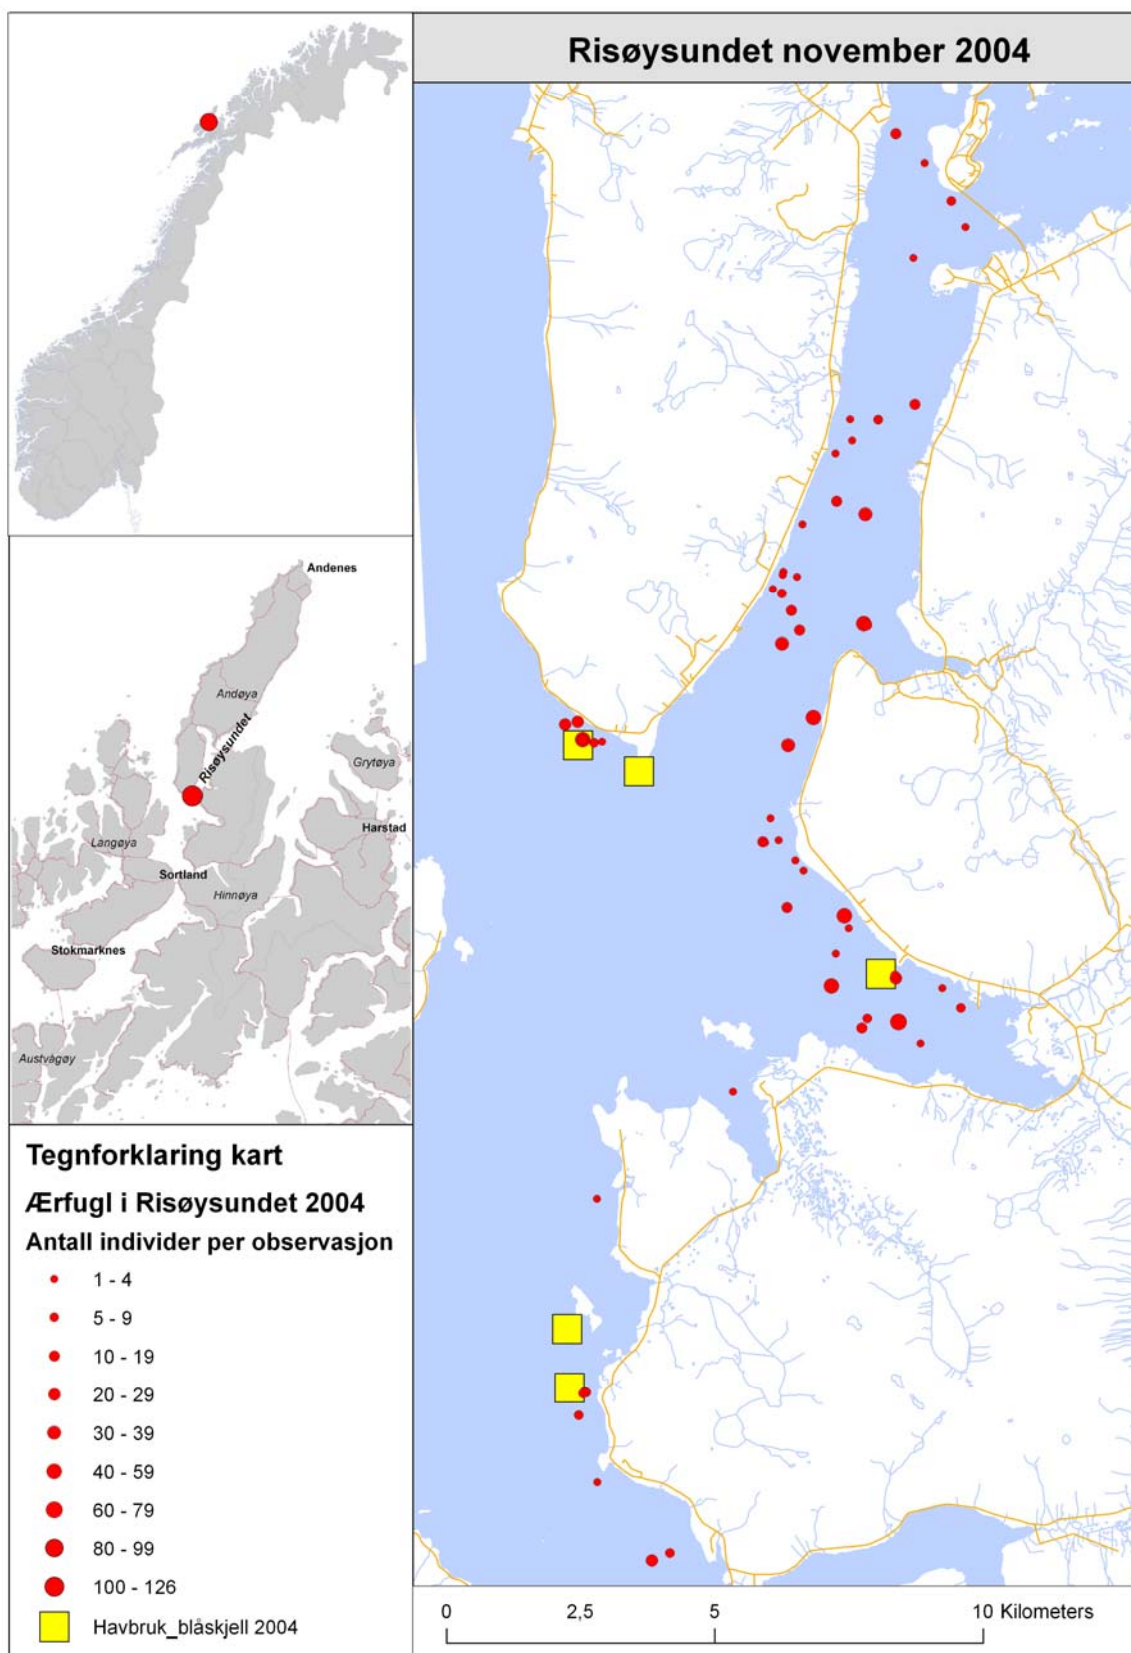 Risøysundet november 2004
Andenes
Andøya
Risøysundet
Grytøya
Harstad
Langøya
Sortland
Hinnøya
Stokmarknes
Austvågøy
Tegnforklaring kart
Ærfugl i Risøysundet 2004
Antall individer per observasjon
1 - 4
5 - 9
10 - 19
20 - 29
30 - 39
40 - 59
60 - 79
80 - 99
100 - 126
Havbruk_blåskjell 2004
0 2,5 5 10 Kilometers